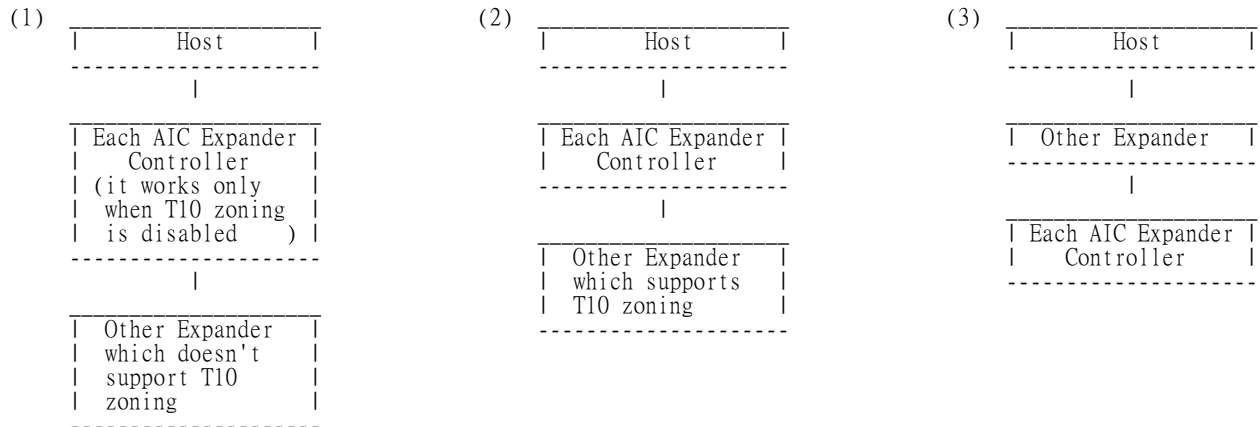 (1)
Host
Each AIC Expander
Controller
(it works only
when T10 zoning
is disabled )
Other Expander
which doesn't
support T10
zoning
(2)
Host
Each AIC Expander
Controller
Other Expander
which supports
T10 zoning
(3)
Host
Other Expander
Each AIC Expander
Controller